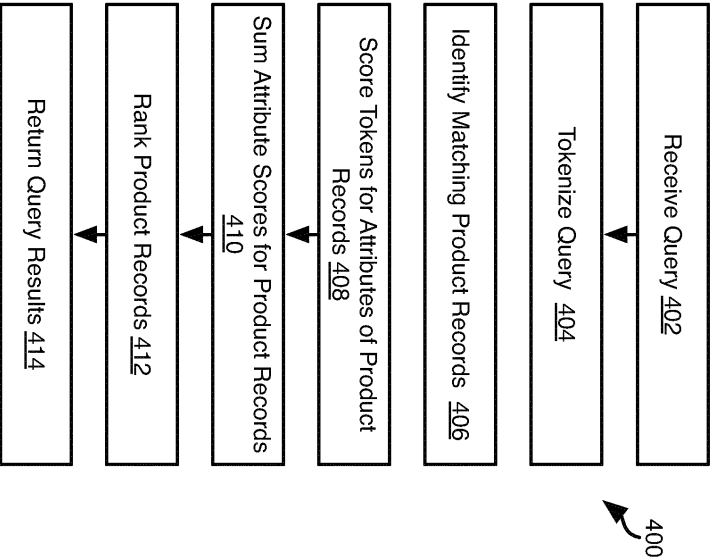 400
Receive Query 402
Tokenize Query 404
Identify Matching Product Records 406
Score Tokens for Attributes of Product
Records 408
Sum Attribute Scores for Product Records
410
Rank Product Records 412
Return Query Results 414